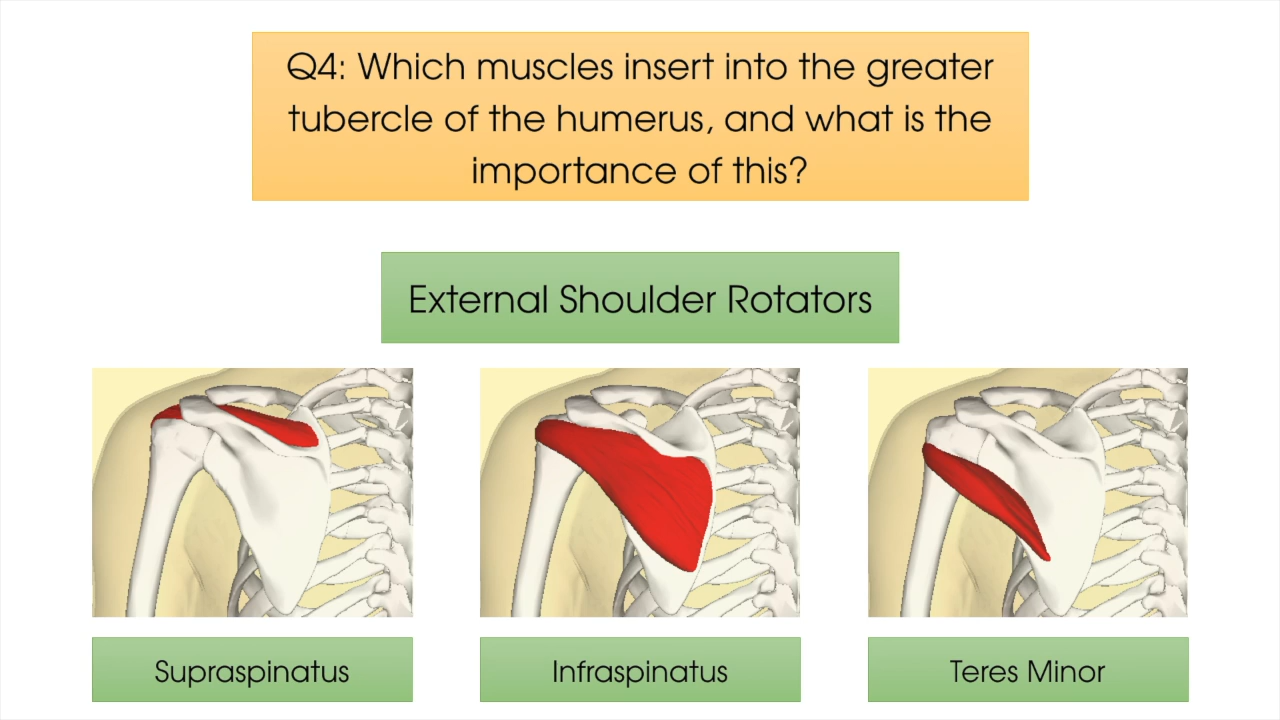 Q4: Which muscles insert into the greater
tubercle of the humerus, and what is the
importance of this?
External Shoulder Rotators
Supraspinatus
Infraspinatus
Teres Minor